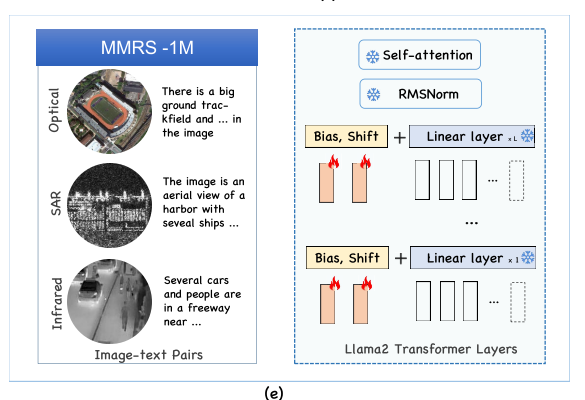 MMRS -1M
Optical
There is a big
ground trac-
kfield and ... in
the image
SAR
The image is an
aerial view of a
harbor with
seveal ships ...
Infrared
Several cars
and people are
in a freeway
near ...
Image-text Pairs
Self-attention
RMSNorm
Bias, Shift + Linear layer × L
...
...
Bias, Shift + Linear layer × 1
...
Llama2 Transformer Layers
(e)